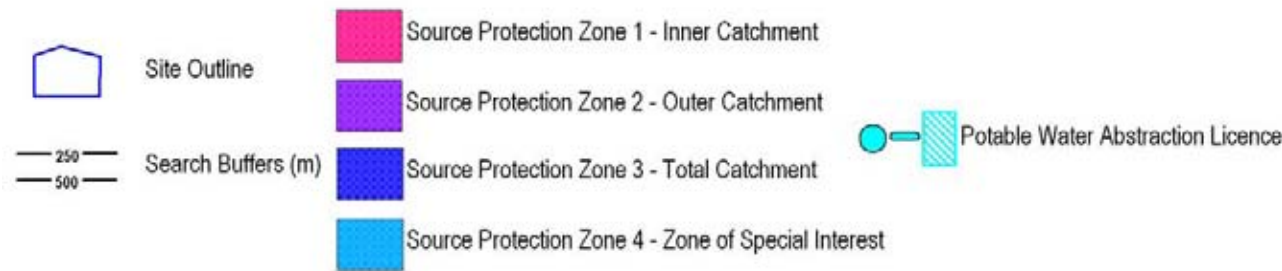 Site Outline
250
500
Search Buffers (m)
Source Protection Zone 1 - Inner Catchment
Source Protection Zone 2 - Outer Catchment
Source Protection Zone 3 - Total Catchment
Source Protection Zone 4 - Zone of Special Interest
Potable Water Abstraction Licence